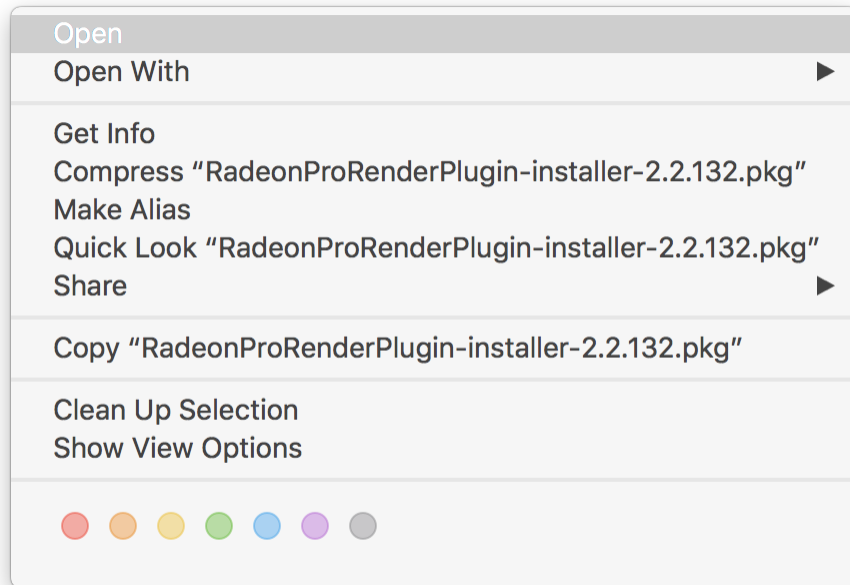 Open
Open With
Get Info
Compress “RadeonProRenderPlugin-installer-2.2.132.pkg”
Make Alias
Quick Look “RadeonProRenderPlugin-installer-2.2.132.pkg”
Share
Copy “RadeonProRenderPlugin-installer-2.2.132.pkg”
Clean Up Selection
Show View Options